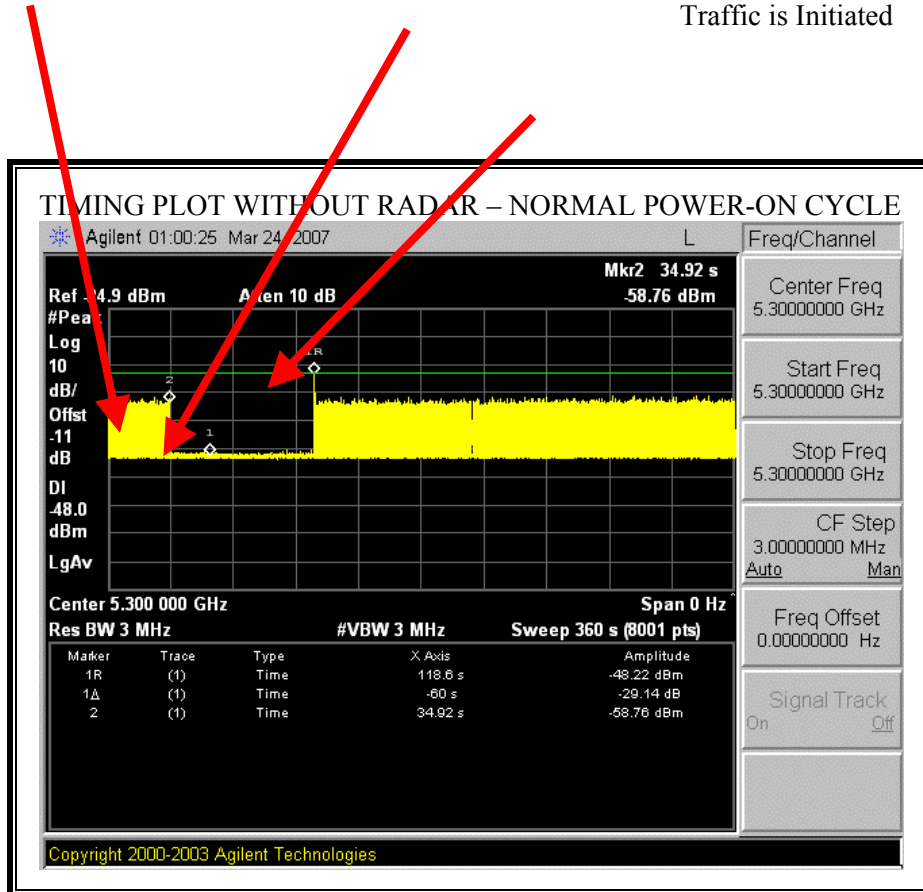 Traffic is Initiated
TIMING PLOT WITHOUT RADAR – NORMAL POWER-ON CYCLE
Agilent 01:00:25 Mar 24, 2007 L
Freq/Channel
Mkr2 34.92 s
Ref -24.9 dBm Atten 10 dB -58.76 dBm
#Peak
Log
10
dB/
Offst
-11
dB
DI
-48.0
dBm
LgAv
1R
2
1
Center 5.300 000 GHz Span 0 Hz
Res BW 3 MHz #VBW 3 MHz Sweep 360 s (8001 pts)
Marker Trace Type X Axis Amplitude
1R (1) Time 118.6 s -48.22 dBm
1Δ (1) Time -60 s -29.14 dB
2 (1) Time 34.92 s -58.76 dBm
Center Freq
5.30000000 GHz
Start Freq
5.30000000 GHz
Stop Freq
5.30000000 GHz
CF Step
3.00000000 MHz
Auto Man
Freq Offset
0.00000000 Hz
Signal Track
On Off
Copyright 2000-2003 Agilent Technologies